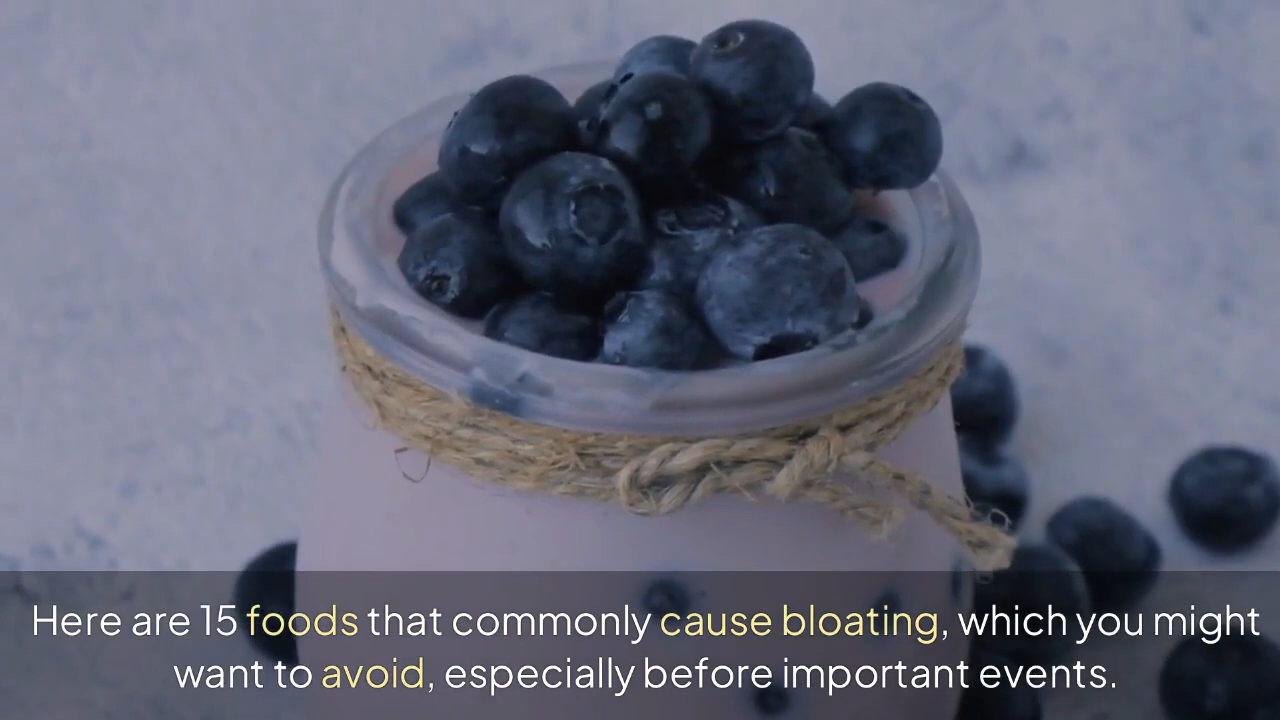 Here are 15 foods that commonly cause bloating, which you might
want to avoid, especially before important events.